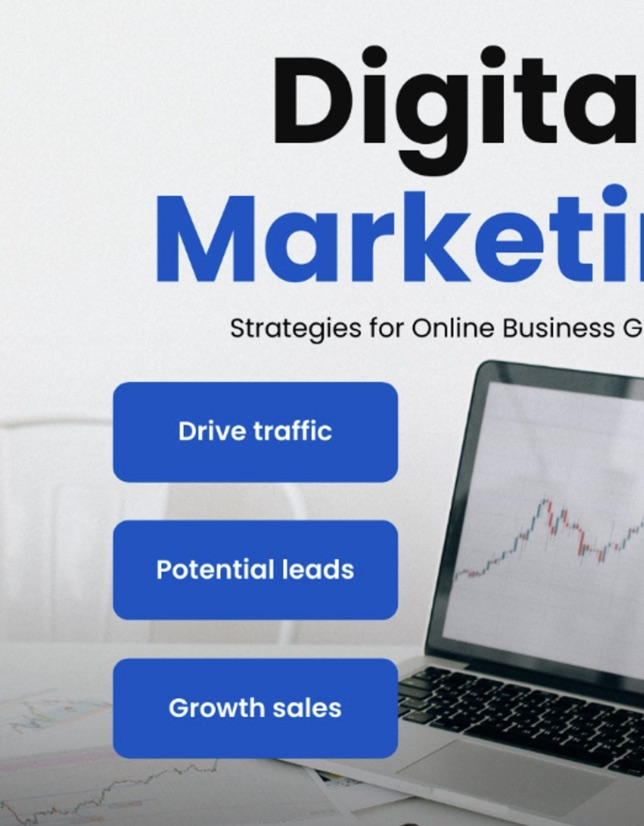 Digita
Marketi
Strategies for Online Business G
Drive traffic
Potential leads
Growth sales